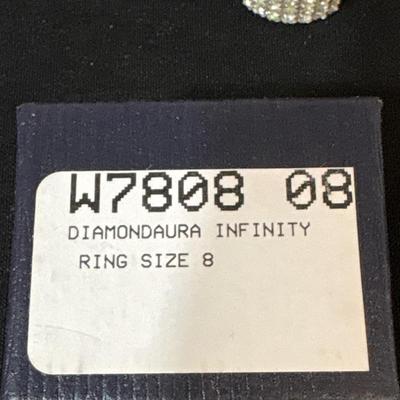 W7808 08
DIAMONDAURA INFINITY
RING SIZE 8